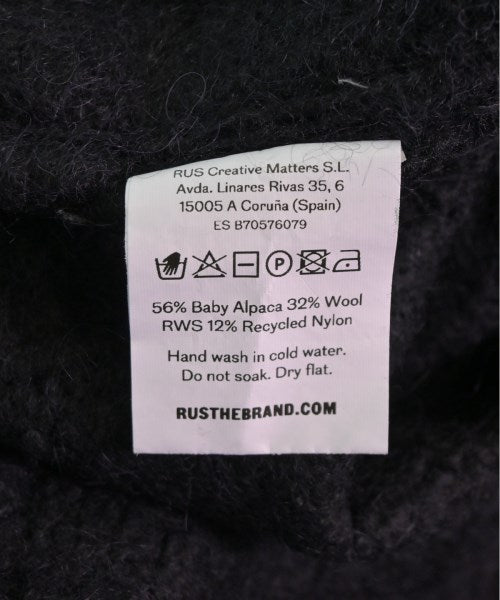 RUS Creative Matters S.L.
Avda. Linares Rivas 35, 6
15005 A Coruña (Spain)
ES B70576079
P
56% Baby Alpaca 32% Wool
RWS 12% Recycled Nylon
Hand wash in cold water.
Do not soak. Dry flat.
RUSTHEBRAND.COM